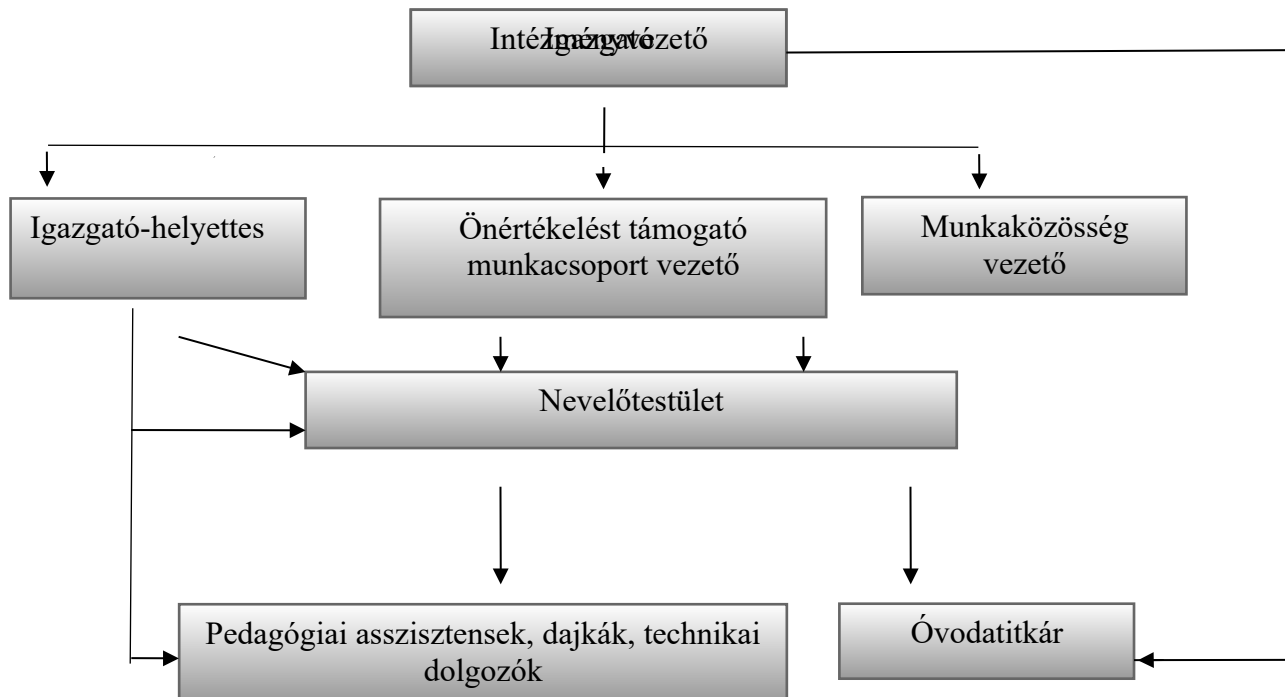 Igazgató-helyettes
Önértékelést támogató
munkacsoport vezető
Munkaközösség
vezető
Nevelőtestület
Pedagógiai asszisztensek, dajkák, technikai
dolgozók
Óvodatitkár